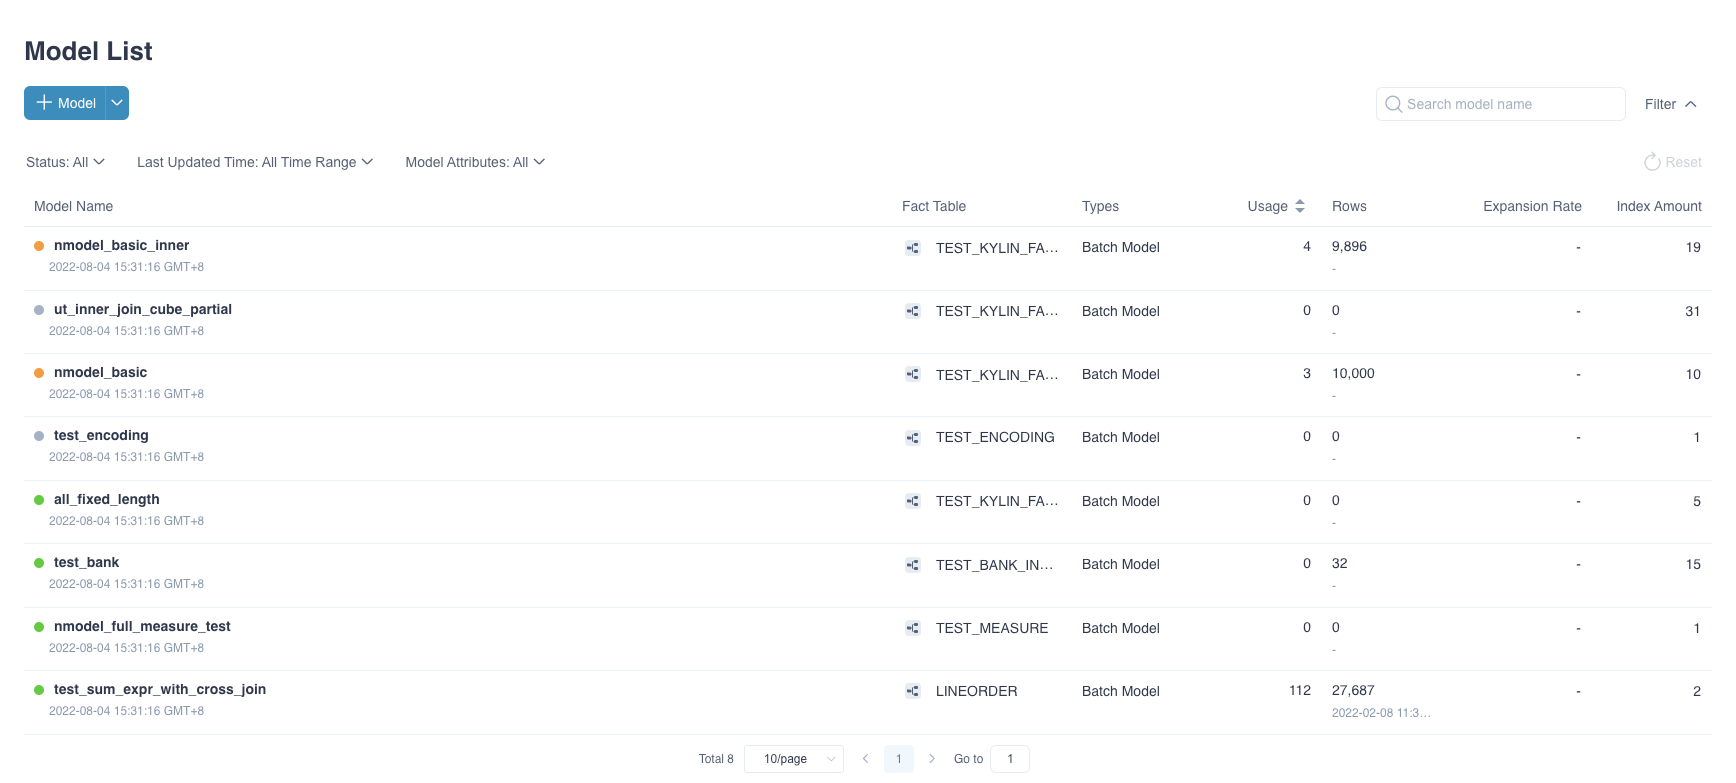 Model List
Model
Search model name
Filter
Status: All Last Updated Time: All Time Range Model Attributes: All Reset
Model Name Fact Table Types Usage Rows Expansion Rate Index Amount
nmodel_basic_inner TEST_KYLIN_FA... Batch Model 4 9,896 - 19
2022-08-04 15:31:16 GMT+8 -
ut_inner_join_cube_partial TEST_KYLIN_FA... Batch Model 0 0 - 31
2022-08-04 15:31:16 GMT+8 -
nmodel_basic TEST_KYLIN_FA... Batch Model 3 10,000 - 10
2022-08-04 15:31:16 GMT+8 -
test_encoding TEST_ENCODING Batch Model 0 0 - 1
2022-08-04 15:31:16 GMT+8 -
all_fixed_length TEST_KYLIN_FA... Batch Model 0 0 - 5
2022-08-04 15:31:16 GMT+8 -
test_bank TEST_BANK_IN... Batch Model 0 32 - 15
2022-08-04 15:31:16 GMT+8 -
nmodel_full_measure_test TEST_MEASURE Batch Model 0 0 - 1
2022-08-04 15:31:16 GMT+8 -
test_sum_expr_with_cross_join LINEORDER Batch Model 112 27,687 - 2
2022-08-04 15:31:16 GMT+8 2022-02-08 11:3...
Total 8 10/page 1 Go to 1